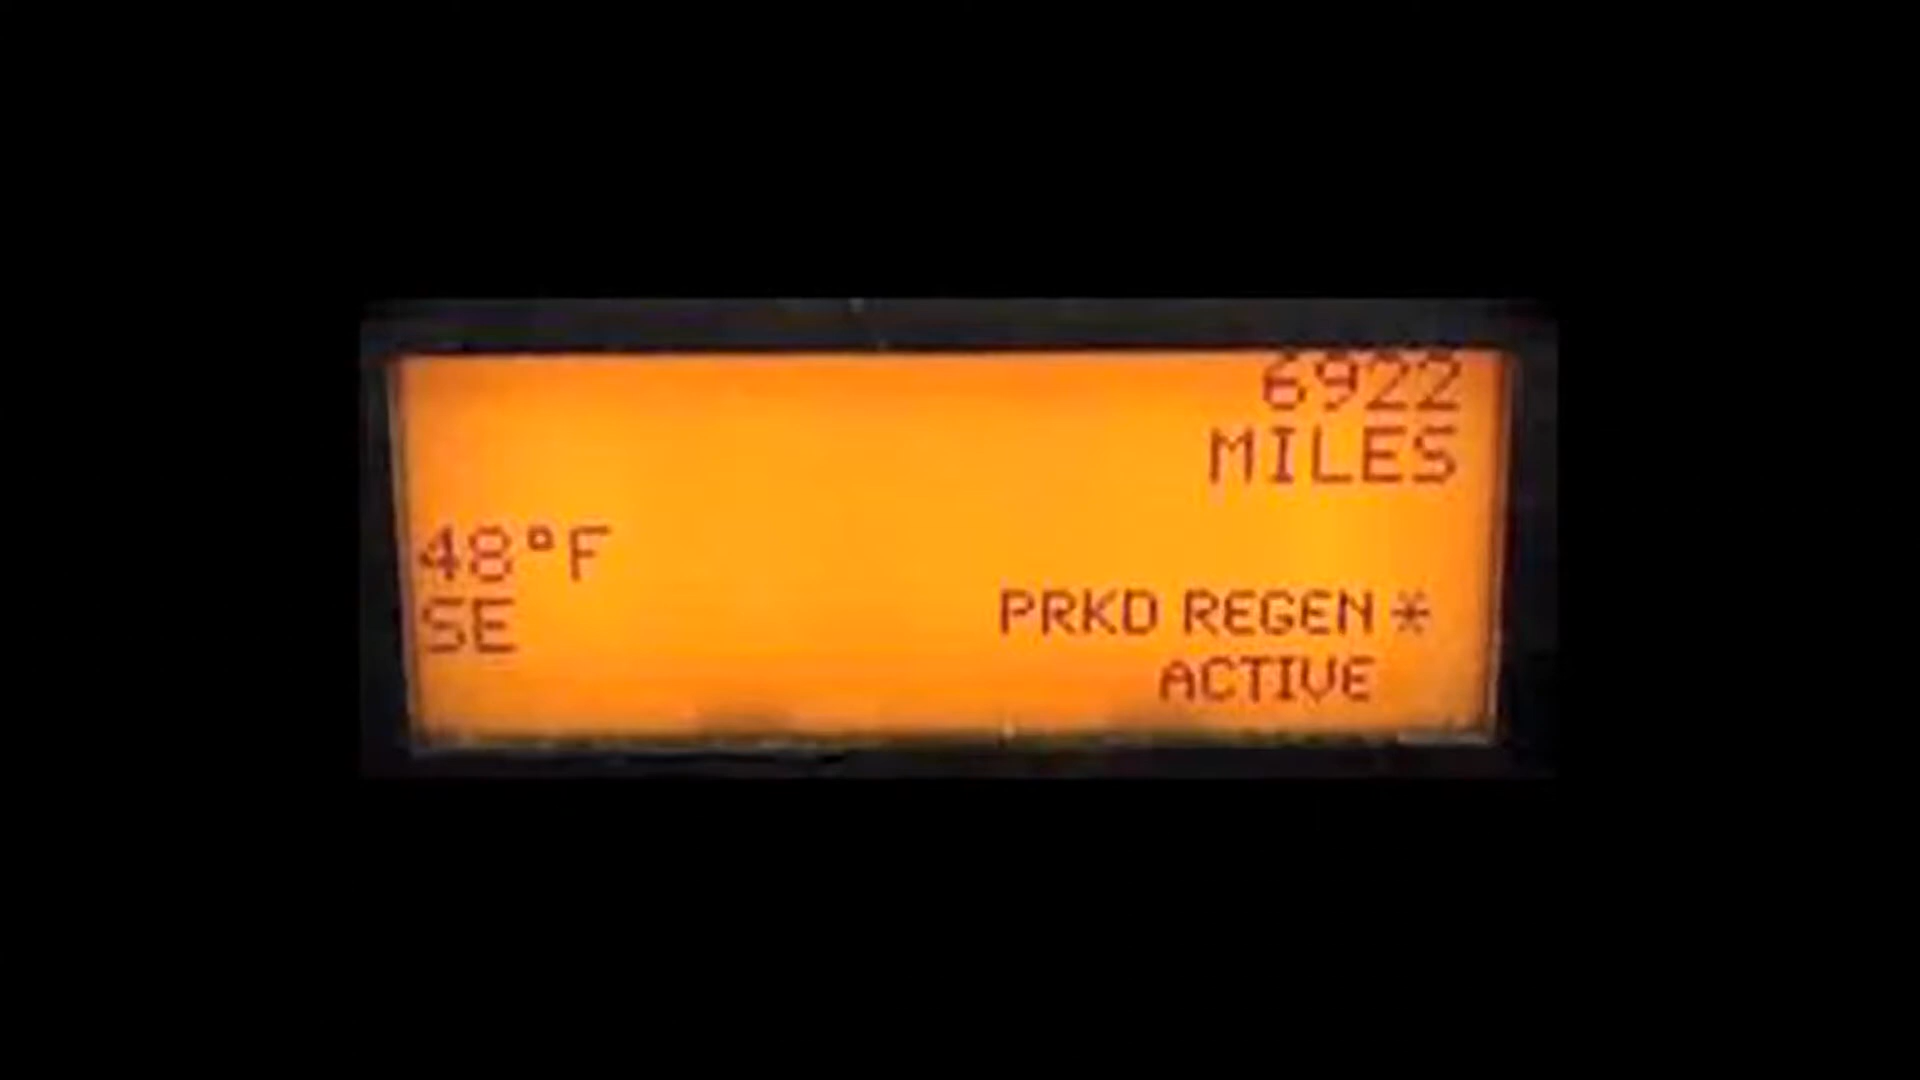 6922
MILES
48°F
SE
PRKD REGEN *
ACTIVE